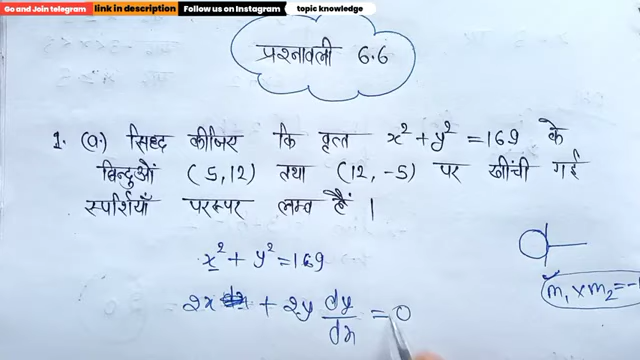 Go and Join telegram link in description Follow us on Instagram topic knowledge
प्रश्नावली 6.6
1. (a) सिद्ध कीजिए कि वृत्त x² + y² = 169 के
बिन्दुओं (5,12) तथा (12, -5) पर खींची गई
स्पर्शियाँ परस्पर लम्ब हैं |
x² + y² = 169
2x + 2y dy/dx = 0
m₁ × m₂ = -1